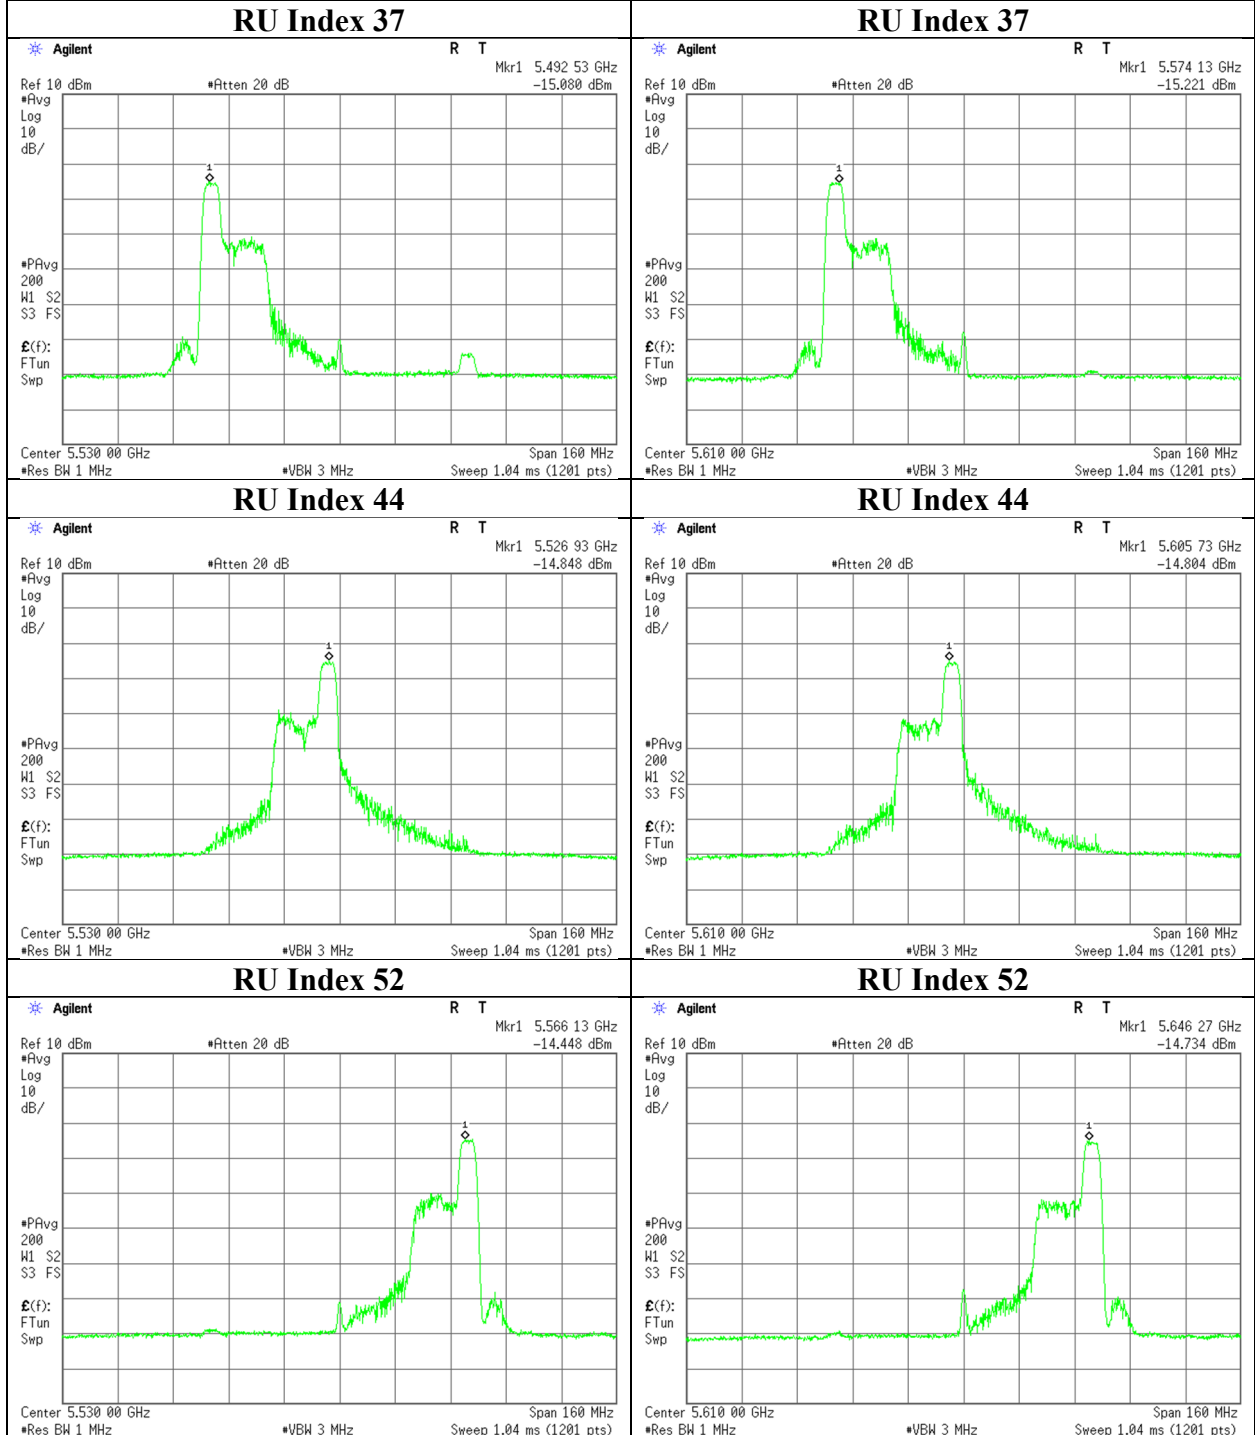 RU Index 37
Agilent
R T
Mkr1 5.492 53 GHz
Ref 10 dBm #Atten 20 dB -15.080 dBm
#Avg
Log
10
dB/
1
#PAvg
200
W1 S2
S3 FS
£(f):
FTun
Swp
Center 5.530 00 GHz Span 160 MHz
#Res BW 1 MHz #VBW 3 MHz Sweep 1.04 ms (1201 pts)
RU Index 37
Agilent
R T
Mkr1 5.574 13 GHz
Ref 10 dBm #Atten 20 dB -15.221 dBm
#Avg
Log
10
dB/
1
#PAvg
200
W1 S2
S3 FS
£(f):
FTun
Swp
Center 5.610 00 GHz Span 160 MHz
#Res BW 1 MHz #VBW 3 MHz Sweep 1.04 ms (1201 pts)
RU Index 44
Agilent
R T
Mkr1 5.526 93 GHz
Ref 10 dBm #Atten 20 dB -14.848 dBm
#Avg
Log
10
dB/
1
#PAvg
200
W1 S2
S3 FS
£(f):
FTun
Swp
Center 5.530 00 GHz Span 160 MHz
#Res BW 1 MHz #VBW 3 MHz Sweep 1.04 ms (1201 pts)
RU Index 44
Agilent
R T
Mkr1 5.605 73 GHz
Ref 10 dBm #Atten 20 dB -14.804 dBm
#Avg
Log
10
dB/
1
#PAvg
200
W1 S2
S3 FS
£(f):
FTun
Swp
Center 5.610 00 GHz Span 160 MHz
#Res BW 1 MHz #VBW 3 MHz Sweep 1.04 ms (1201 pts)
RU Index 52
Agilent
R T
Mkr1 5.566 13 GHz
Ref 10 dBm #Atten 20 dB -14.448 dBm
#Avg
Log
10
dB/
1
#PAvg
200
W1 S2
S3 FS
£(f):
FTun
Swp
Center 5.530 00 GHz Span 160 MHz
#Res BW 1 MHz #VBW 3 MHz Sweep 1.04 ms (1201 pts)
RU Index 52
Agilent
R T
Mkr1 5.646 27 GHz
Ref 10 dBm #Atten 20 dB -14.734 dBm
#Avg
Log
10
dB/
1
#PAvg
200
W1 S2
S3 FS
£(f):
FTun
Swp
Center 5.610 00 GHz Span 160 MHz
#Res BW 1 MHz #VBW 3 MHz Sweep 1.04 ms (1201 pts)